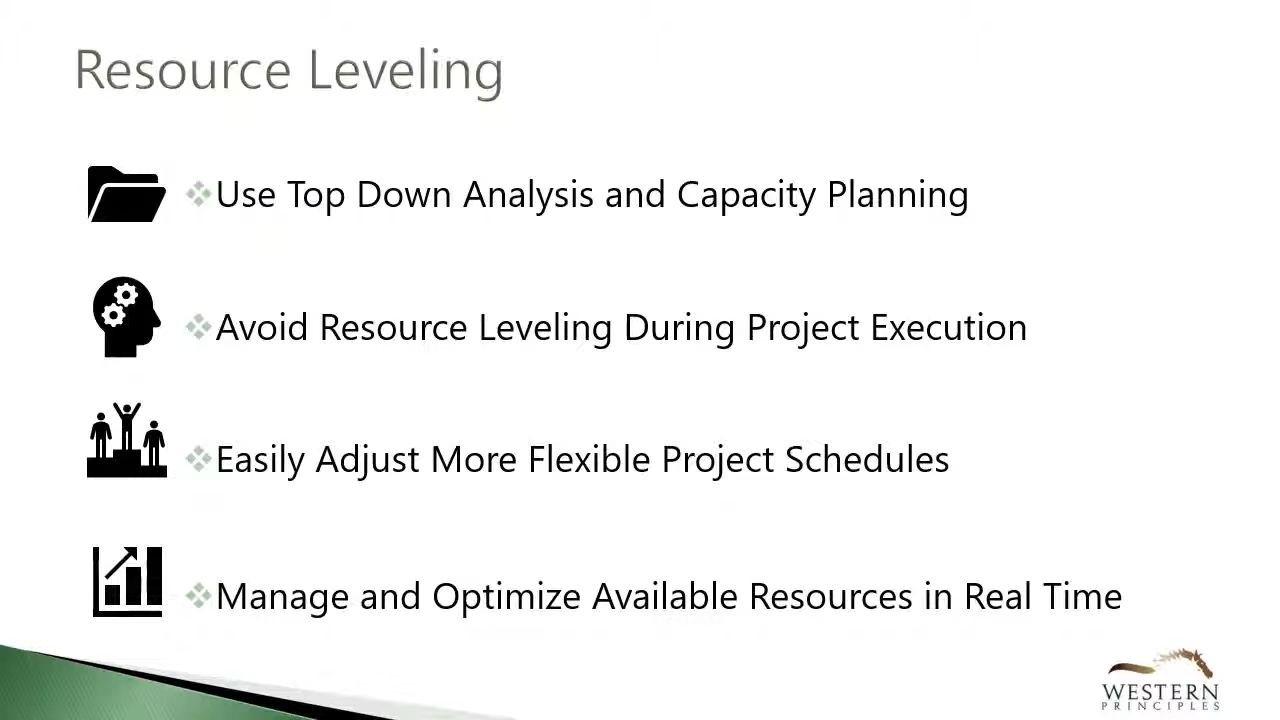 Resource Leveling
Use Top Down Analysis and Capacity Planning
Avoid Resource Leveling During Project Execution
Easily Adjust More Flexible Project Schedules
Manage and Optimize Available Resources in Real Time
WESTERN
PRINCIPLES